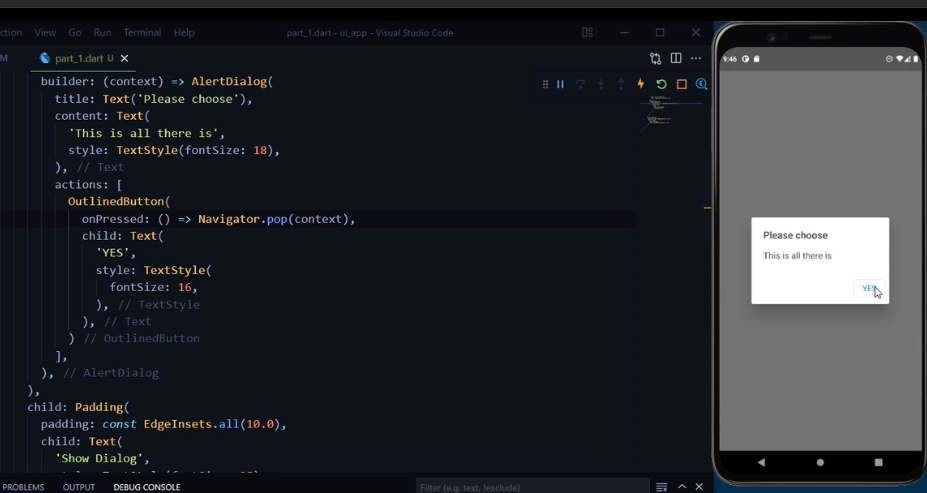 ction View Go Run Terminal Help part_1.dart - ui_app - Visual Studio Code
M part_1.dart U
builder: (context) => AlertDialog(
title: Text('Please choose'),
content: Text(
'This is all there is',
style: TextStyle(fontSize: 18),
), // Text
actions: [
OutlinedButton(
onPressed: () => Navigator.pop(context),
child: Text(
'YES',
style: TextStyle(
fontSize: 16,
), // TextStyle
), // Text
) // OutlinedButton
],
), // AlertDialog
),
child: Padding(
padding: const EdgeInsets.all(10.0),
child: Text(
'Show Dialog',
PROBLEMS OUTPUT DEBUG CONSOLE Filter (e.g. text, !exclude)
9:46
Please choose
This is all there is
YES